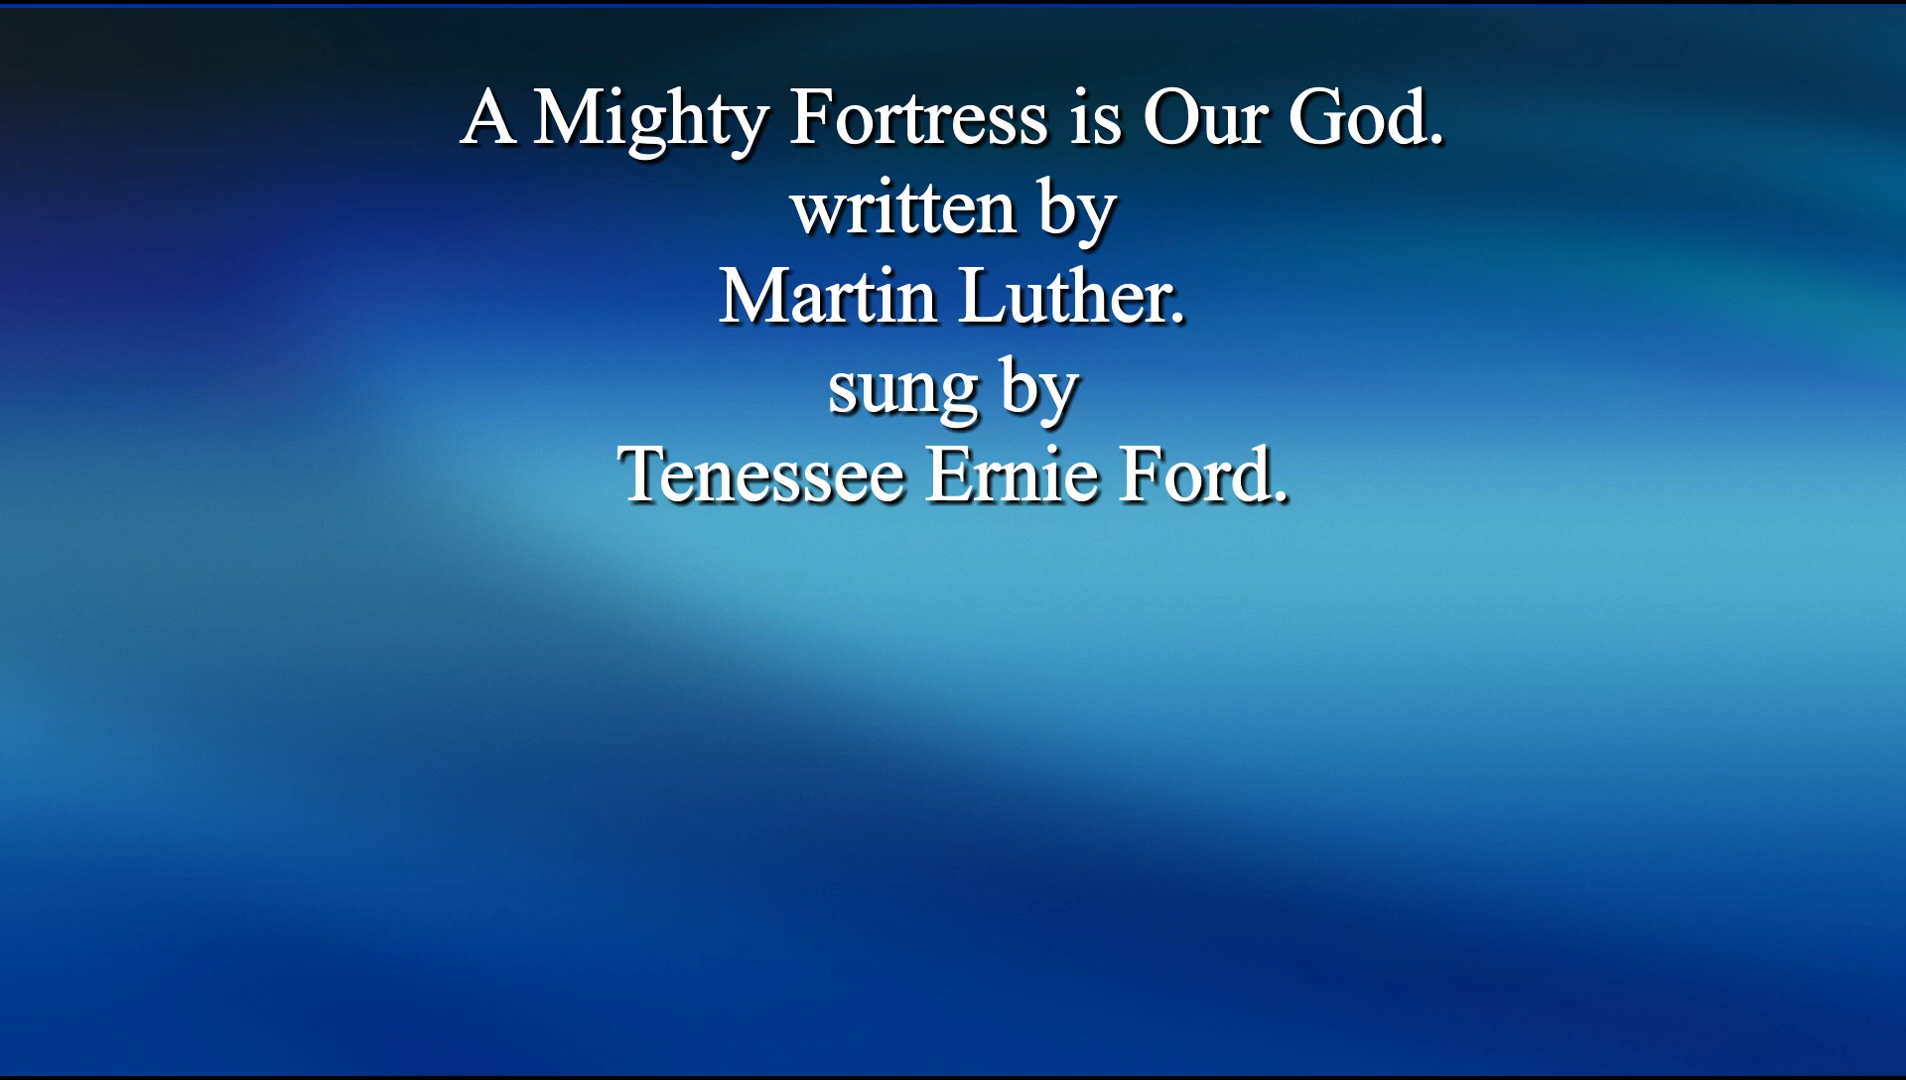 A Mighty Fortress is Our God.
written by
Martin Luther.
sung by
Tenessee Ernie Ford.